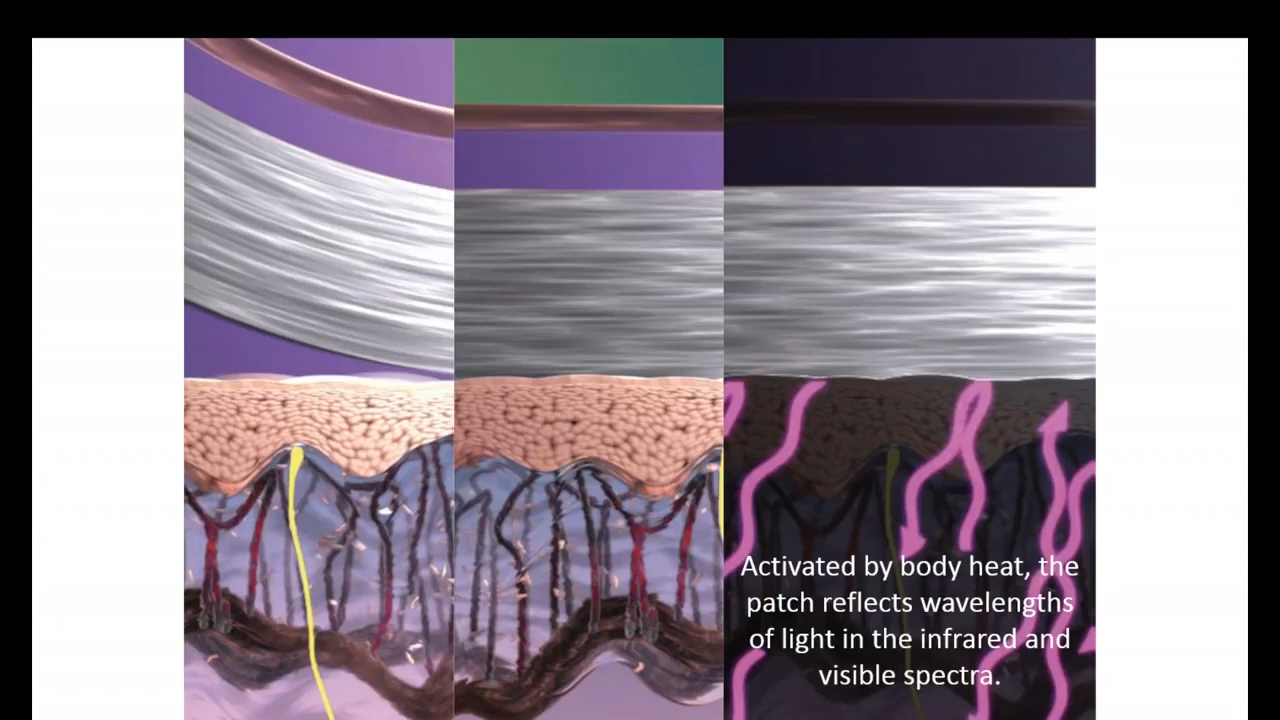 Activated by body heat, the
patch reflects wavelengths
of light in the infrared and
visible spectra.